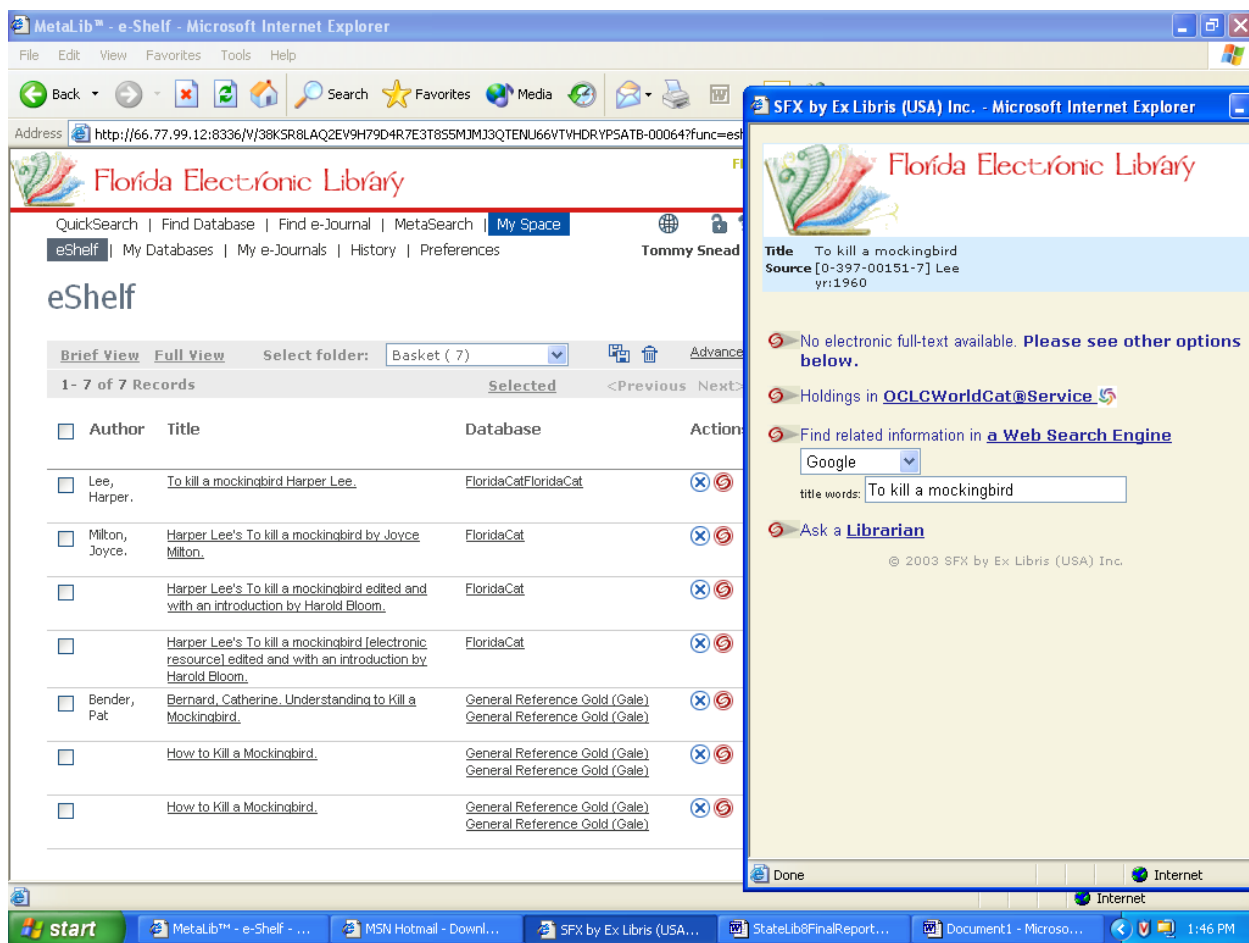 MetaLib™ - e-Shelf - Microsoft Internet Explorer
File Edit View Favorites Tools Help
Back Search Favorites Media
Address http://66.77.99.12:8336/V/38KSR8LAQ2EV9H79D4R7E3T8S5MJMJ3QTENU66VTVHDRYPSATB-00064?func=es
Florida Electronic Library
QuickSearch | Find Database | Find e-Journal | MetaSearch | My Space
eShelf | My Databases | My e-Journals | History | Preferences Tommy Snead
eShelf
Brief View Full View Select folder: Basket ( 7) Advance
1- 7 of 7 Records Selected <Previous Next>
Author Title Database Action
Lee, To kill a mockingbird Harper Lee. FloridaCatFloridaCat
Harper.
Milton, Harper Lee's To kill a mockingbird by Joyce FloridaCat
Joyce. Milton.
Harper Lee's To kill a mockingbird edited and FloridaCat
with an introduction by Harold Bloom.
Harper Lee's To kill a mockingbird [electronic FloridaCat
resource] edited and with an introduction by
Harold Bloom.
Bender, Bernard, Catherine. Understanding to Kill a General Reference Gold (Gale)
Pat Mockingbird. General Reference Gold (Gale)
How to Kill a Mockingbird. General Reference Gold (Gale)
General Reference Gold (Gale)
How to Kill a Mockingbird. General Reference Gold (Gale)
General Reference Gold (Gale)
SFX by Ex Libris (USA) Inc. - Microsoft Internet Explorer
Florida Electronic Library
Title To kill a mockingbird
Source [0-397-00151-7] Lee
yr:1960
No electronic full-text available. Please see other options
below.
Holdings in OCLCWorldCat®Service
Find related information in a Web Search Engine
Google
title words: To kill a mockingbird
Ask a Librarian
© 2003 SFX by Ex Libris (USA) Inc.
Done Internet
Internet
start MetaLib™ - e-Shelf - ... MSN Hotmail - Downl... SFX by Ex Libris (USA... StateLib8FinalReport... Document1 - Microso... 1:46 PM